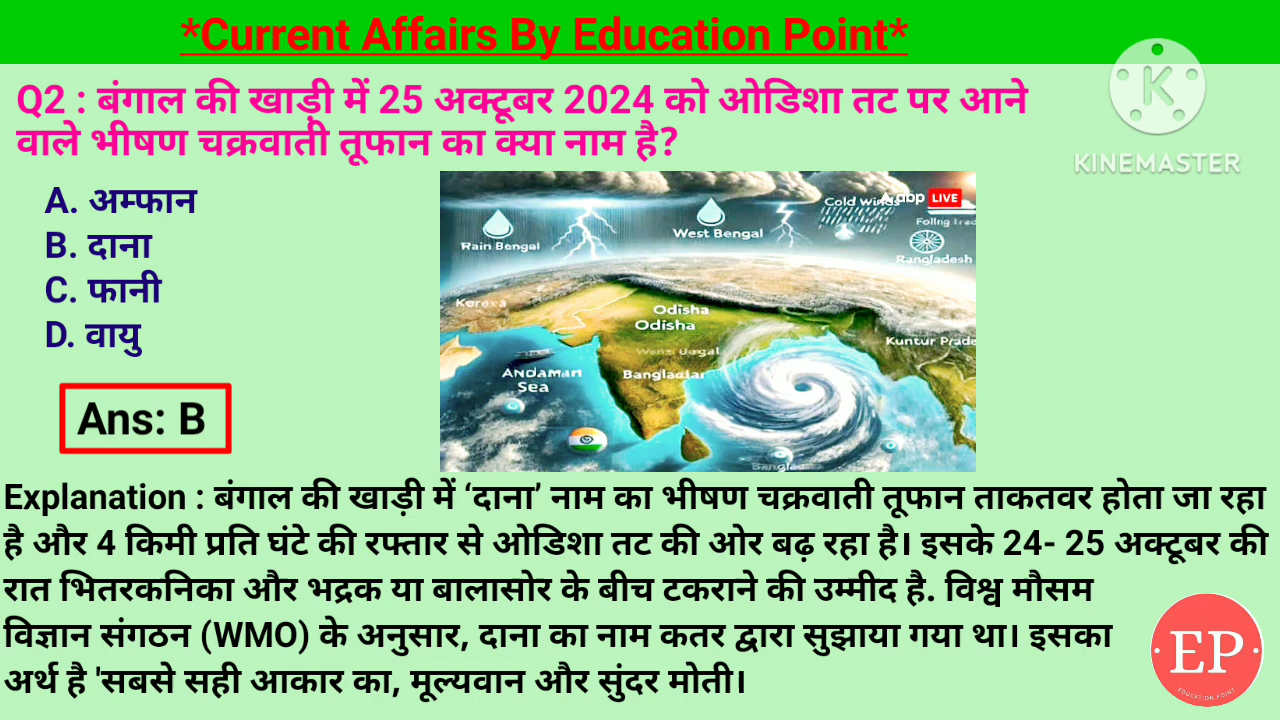 *Current Affairs By Education Point*
Q2 : बंगाल की खाड़ी में 25 अक्टूबर 2024 को ओडिशा तट पर आने
वाले भीषण चक्रवाती तूफान का क्या नाम है?
KINEMASTER
A. अम्फान
B. दाना
C. फानी
D. वायु
Ans: B
abp LIVE
Cold Winds
Rain Bengal
West Bengal
Rangladesh
Odisha
Odisha
Kuntur Prade
Andaman
Sea
Bangladar
Explanation : बंगाल की खाड़ी में ‘दाना’ नाम का भीषण चक्रवाती तूफान ताकतवर होता जा रहा
है और 4 किमी प्रति घंटे की रफ्तार से ओडिशा तट की ओर बढ़ रहा है। इसके 24- 25 अक्टूबर की
रात भितरकनिका और भद्रक या बालासोर के बीच टकराने की उम्मीद है. विश्व मौसम
विज्ञान संगठन (WMO) के अनुसार, दाना का नाम कतर द्वारा सुझाया गया था। इसका
अर्थ है 'सबसे सही आकार का, मूल्यवान और सुंदर मोती।
EP
EDUCATION POINT